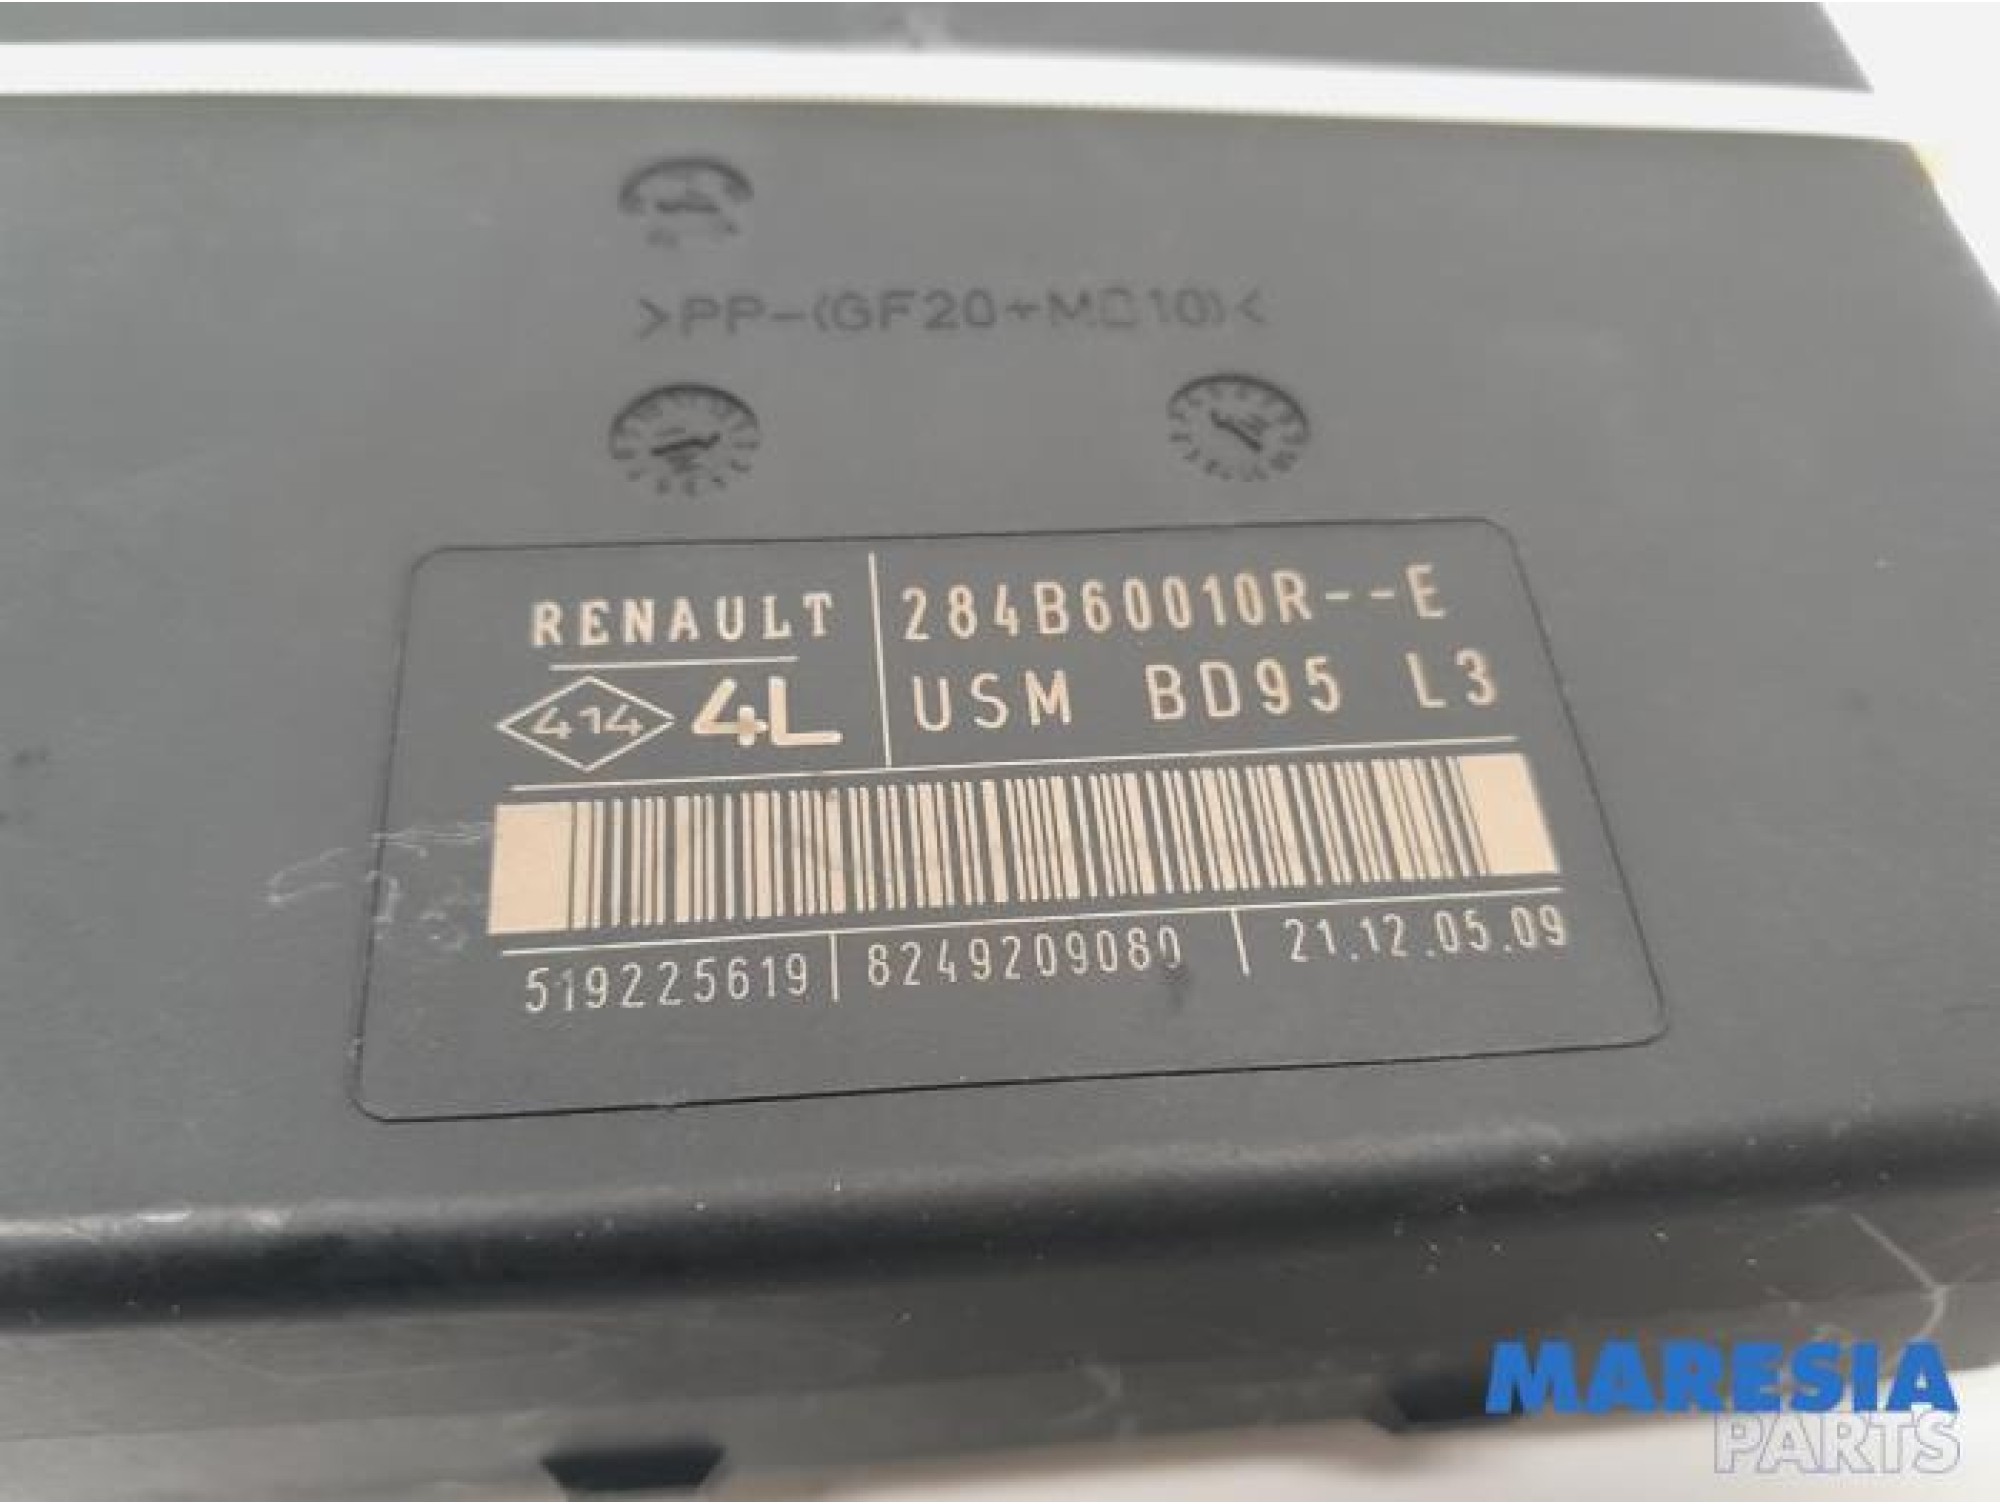 >PP-(GF20+MD10)<
RENAULT
284B60010R--E
414 4L
USM BD95 L3
519225619 8249209080 21.12.05.09
MARESIA
PARTS